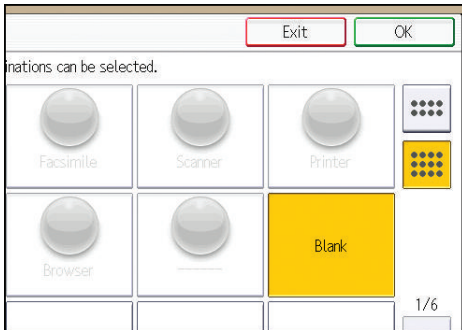 Exit OK
inations can be selected.
Facsimile Scanner Printer
Browser ----------
Blank
1/6